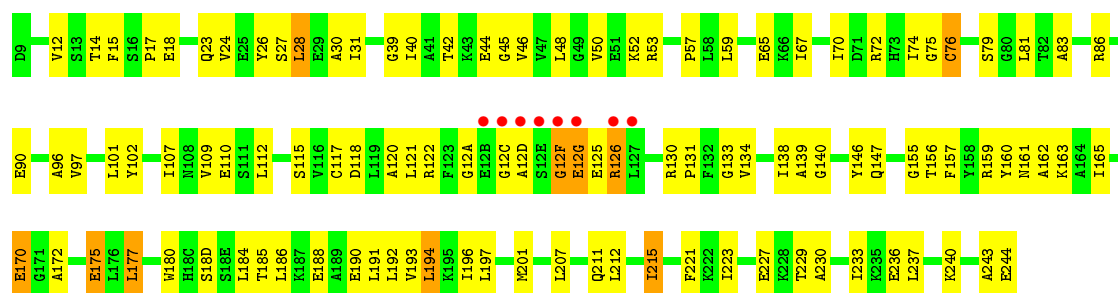 D9 V12 S13 T14 F15 S16 P17 E18 Q23 V24 E25 Y26 S27 L28 E29 A30 I31 G39 I40 A41 T42 K43 E44 G45 V46 V47 L48 G49 V50 E51 K52 R53 P57 L58 L59 E65 K66 I67 I70 D71 R72 H73 I74 G75 C76 S79 G80 L81 T82 A83 R86
E90 A96 V97 L101 Y102 I107 N108 V109 E110 S111 L112 S115 V116 C117 D118 L119 A120 L121 R122 F123 G12A E12B G12C A12D S12E G12F E12G E125 R126 L127 R130 P131 F132 G133 V134 I138 A139 G140 Y146 Q147 G155 T156 F157 Y158 R159 Y160 N161 A162 K163 A164 I165
E170 G171 A172 E175 L176 L177 W180 H18C S18D S18E L184 T185 L186 K187 E188 A189 E190 L191 L192 V193 L194 K195 I196 L197 M201 L207 Q211 L212 I215 F221 K222 I223 E227 K228 T229 A230 I233 K235 E236 L237 K240 A243 E244